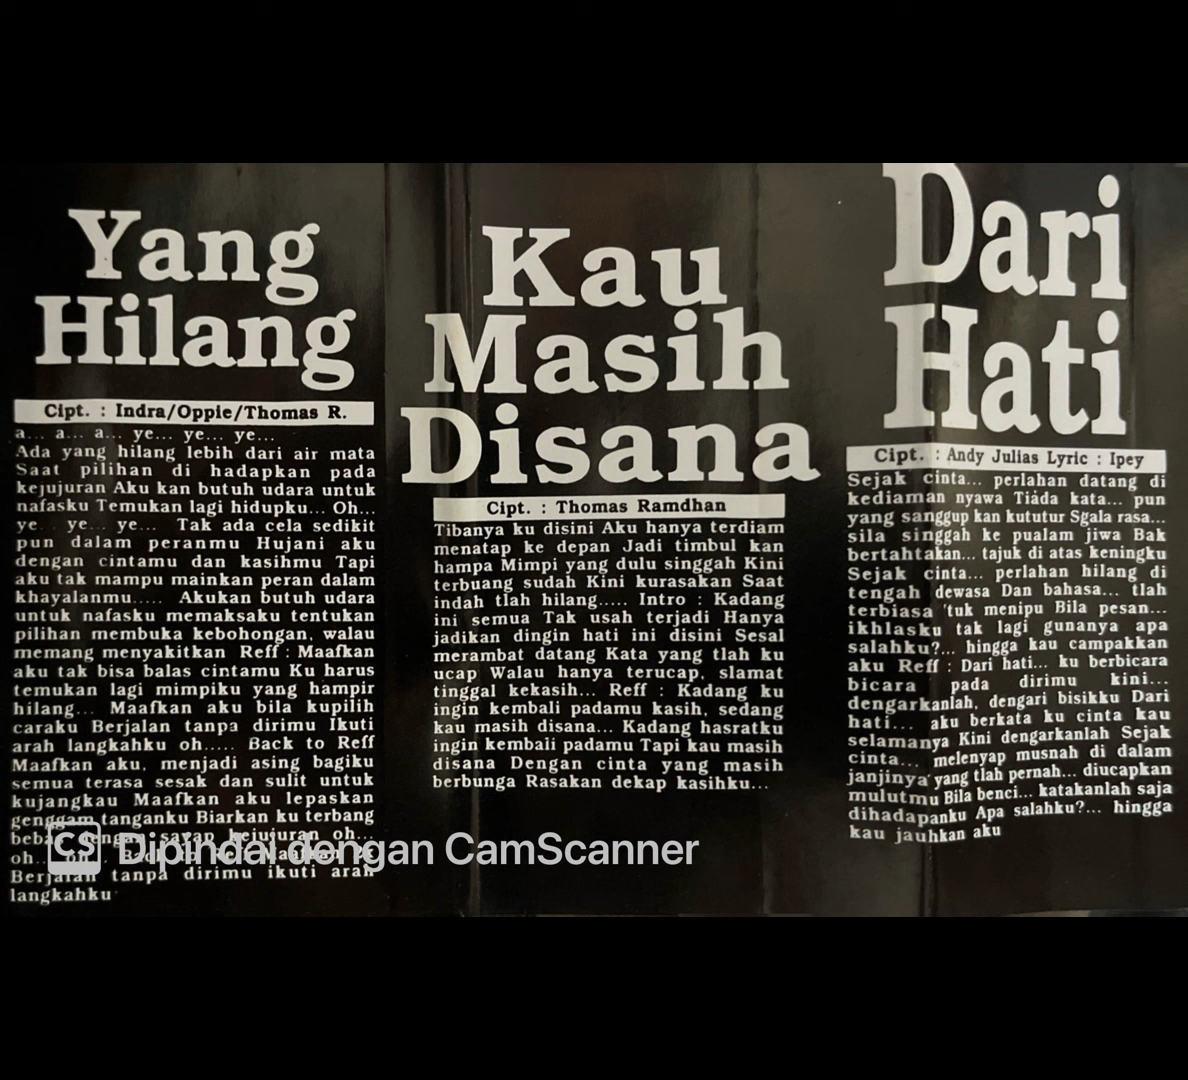 Yang
Hilang
Cipt. : Indra/Oppie/Thomas R.
a... a... a... ye... ye... ye...
Ada yang hilang lebih dari air mata
Saat pilihan di hadapkan pada
kejujuran Aku kan butuh udara untuk
nafasku Temukan lagi hidupku... Oh...
ye... ye... ye... Tak ada cela sedikit
pun dalam peranmu Hujani aku
dengan cintamu dan kasihmu Tapi
aku tak mampu mainkan peran dalam
khayalanmu..... Akukan butuh udara
untuk nafasku memaksaku tentukan
pilihan membuka kebohongan, walau
memang menyakitkan Reff : Maafkan
aku tak bisa balas cintamu Ku harus
temukan lagi mimpiku yang hampir
hilang... Maafkan aku bila kupilih
caraku Berjalan tanpa dirimu Ikuti
arah langkahku oh..... Back to Reff
Maafkan aku, menjadi asing bagiku
semua terasa sesak dan sulit untuk
kujangkau Maafkan aku lepaskan
genggam tanganku Biarkan ku terbang
sayap kejujuran oh...
oh...
Berjalan tanpa dirimu ikuti arah
langkahku
Kau
Masih
Disana
Cipt. : Thomas Ramdhan
Tibanya ku disini Aku hanya terdiam
menatap ke depan Jadi timbul kan
hampa Mimpi yang dulu singgah Kini
terbuang sudah Kini kurasakan Saat
indah tlah hilang..... Intro : Kadang
ini semua Tak usah terjadi Hanya
jadikan dingin hati ini disini Sesal
merambat datang Kata yang tlah ku
ucap Walau hanya terucap, slamat
tinggal kekasih... Reff : Kadang ku
ingin kembali padamu kasih, sedang
kau masih disana... Kadang hasratku
ingin kembali padamu Tapi kau masih
disana Dengan cinta yang masih
berbunga Rasakan dekap kasihku...
Dari
Hati
Cipt. : Andy Julias Lyric : Ipey
Sejak cinta... perlahan datang di
kediaman nyawa Tiada kata... pun
yang sanggup kan kututur Sgala rasa...
sila singgah ke pualam jiwa Bak
bertahtakan... tajuk di atas keningku
Sejak cinta... perlahan hilang di
tengah dewasa Dan bahasa... tlah
terbiasa 'tuk menipu Bila pesan...
ikhlasku tak lagi gunanya apa
salahku?... hingga kau campakkan
aku Reff : Dari hati... ku berbicara
bicara pada dirimu kini...
dengarkanlah, dengari bisikku Dari
hati... aku berkata ku cinta kau
selamanya Kini dengarkanlah Sejak
cinta... melenyap musnah di dalam
janjinya yang tlah pernah... diucapkan
mulutmu Bila benci... katakanlah saja
dihadapanku Apa salahku?... hingga
kau jauhkan aku
CS Dipindai dengan CamScanner